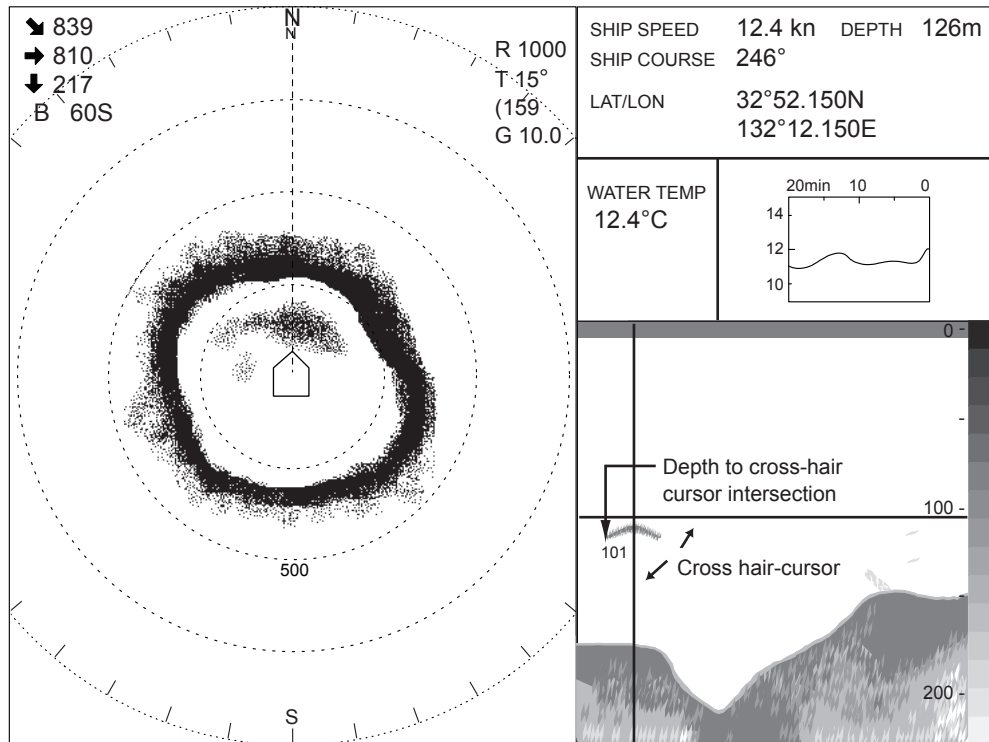 839
810
217
B 60S
N
N
R 1000
T 15°
(159
G 10.0
500
S
SHIP SPEED 12.4 kn DEPTH 126m
SHIP COURSE 246°
LAT/LON 32°52.150N
132°12.150E
WATER TEMP
12.4°C
20min 10 0
14
12
10
0
Depth to cross-hair
cursor intersection
100
101
Cross hair-cursor
200